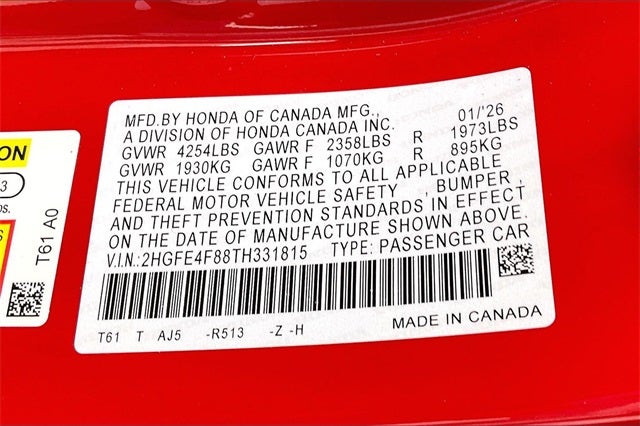 MFD.BY HONDA OF CANADA MFG., 01/'26
A DIVISION OF HONDA CANADA INC.
GVWR 4254LBS GAWR F 2358LBS R 1973LBS
GVWR 1930KG GAWR F 1070KG R 895KG
THIS VEHICLE CONFORMS TO ALL APPLICABLE
FEDERAL MOTOR VEHICLE SAFETY , BUMPER ,
AND THEFT PREVENTION STANDARDS IN EFFECT
ON THE DATE OF MANUFACTURE SHOWN ABOVE.
V.I.N.:2HGFE4F88TH331815 TYPE: PASSENGER CAR
T61 T AJ5 -R513 -Z -H MADE IN CANADA
ON
3
T61 A0